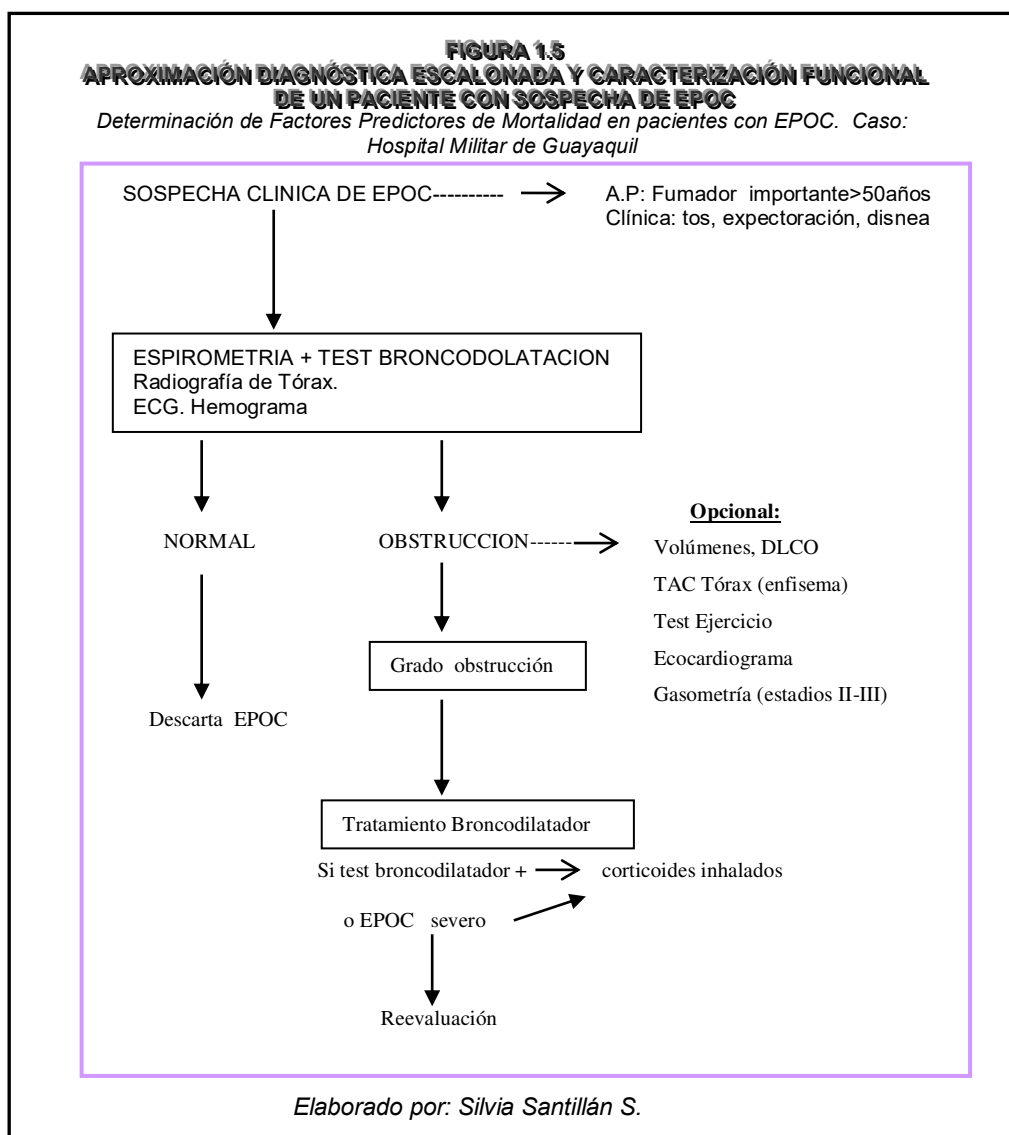 FIGURA 1.5
APROXIMACIÓN DIAGNÓSTICA ESCALONADA Y CARACTERIZACIÓN FUNCIONAL
DE UN PACIENTE CON SOSPECHA DE EPOC
Determinación de Factores Predictores de Mortalidad en pacientes con EPOC. Caso:
Hospital Militar de Guayaquil
SOSPECHA CLINICA DE EPOC----------
A.P: Fumador importante>50años
Clínica: tos, expectoración, disnea
ESPIROMETRIA + TEST BRONCODOLATACION
Radiografía de Tórax.
ECG. Hemograma
NORMAL
OBSTRUCCION------
Opcional:
Volúmenes, DLCO
TAC Tórax (enfisema)
Test Ejercicio
Ecocardiograma
Gasometría (estadios II-III)
Grado obstrucción
Descarta EPOC
Tratamiento Broncodilatador
Si test broncodilatador +
corticoides inhalados
o EPOC severo
Reevaluación
Elaborado por: Silvia Santillán S.